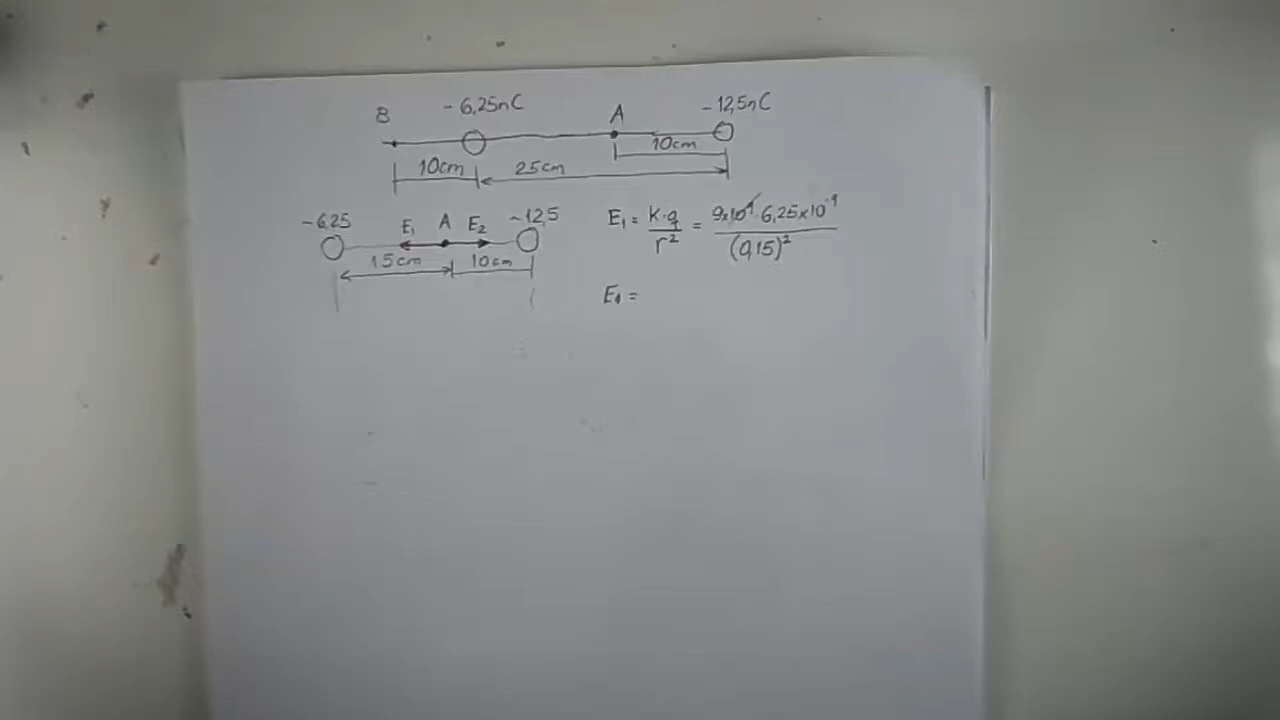 B - 6,25nC A - 12,5nC
10cm 25cm 10cm
-6,25 E₁ A E₂ -12,5
15cm 10cm
E₁ = K·q / r² = 9x10⁹·6,25x10⁻⁹ / (0,15)²
E₁ =